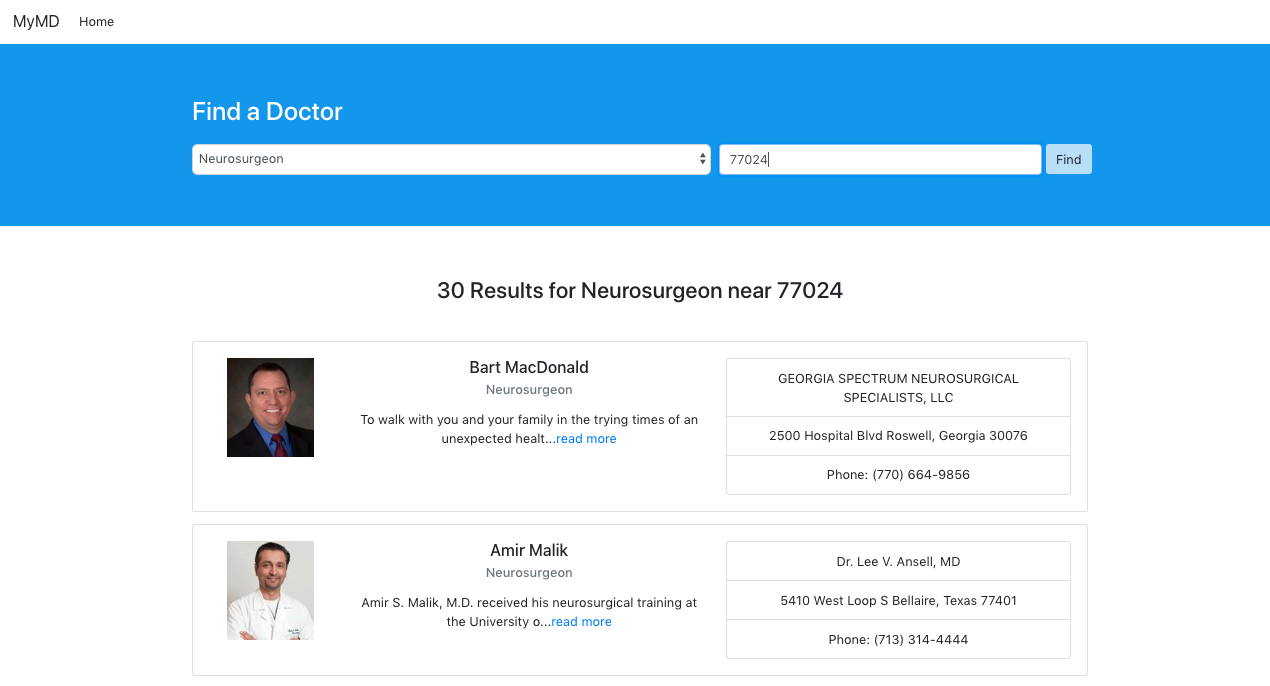 MyMD Home
Find a Doctor
Neurosurgeon 77024 Find
30 Results for Neurosurgeon near 77024
Bart MacDonald
Neurosurgeon
To walk with you and your family in the trying times of an
unexpected healt...read more
GEORGIA SPECTRUM NEUROSURGICAL
SPECIALISTS, LLC
2500 Hospital Blvd Roswell, Georgia 30076
Phone: (770) 664-9856
Amir Malik
Neurosurgeon
Amir S. Malik, M.D. received his neurosurgical training at
the University o...read more
Dr. Lee V. Ansell, MD
5410 West Loop S Bellaire, Texas 77401
Phone: (713) 314-4444